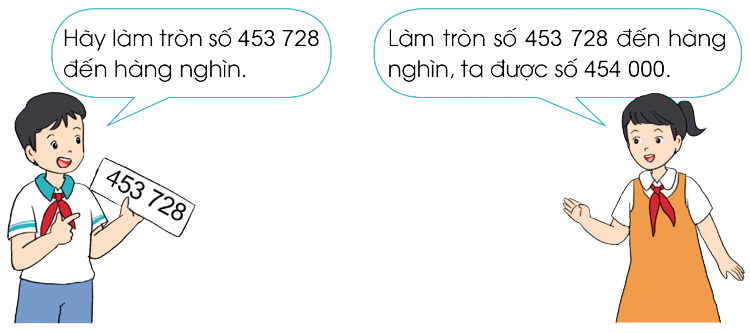 Hãy làm tròn số 453 728
đến hàng nghìn.
Làm tròn số 453 728 đến hàng
nghìn, ta được số 454 000.
453 728